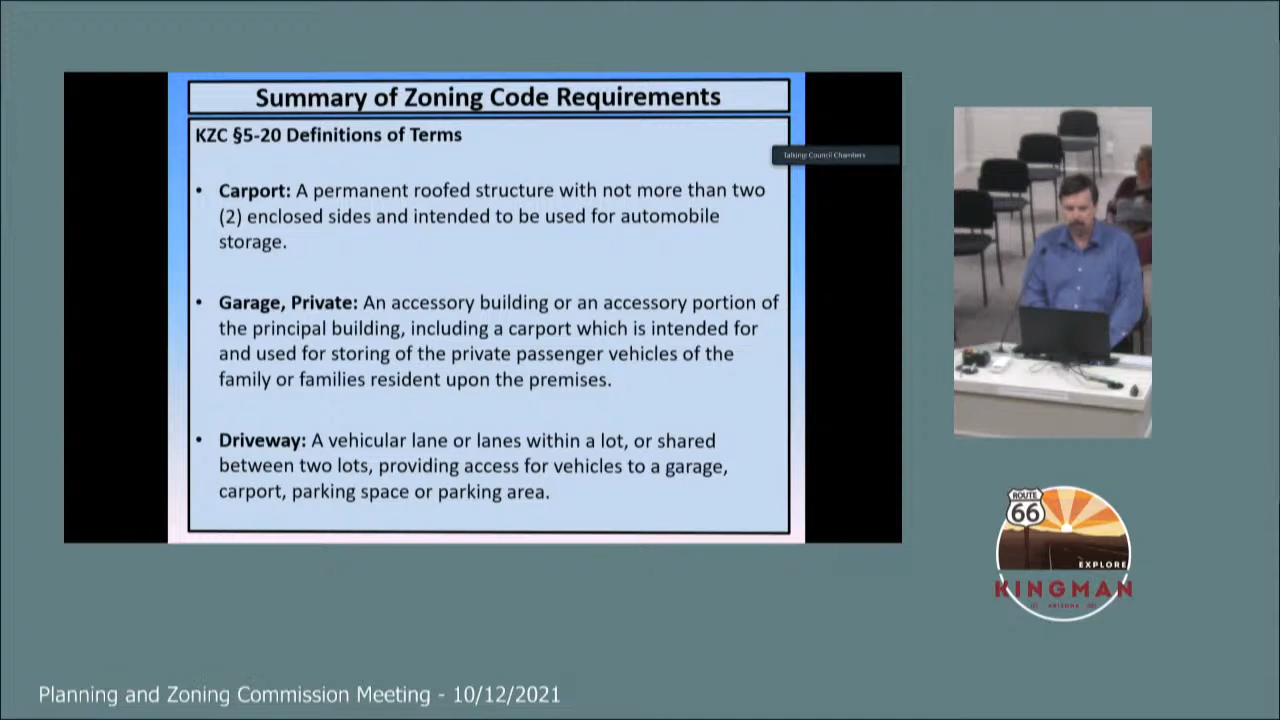 Summary of Zoning Code Requirements
KZC §5-20 Definitions of Terms
Talking: Council Chambers
• Carport: A permanent roofed structure with not more than two
(2) enclosed sides and intended to be used for automobile
storage.
• Garage, Private: An accessory building or an accessory portion of
the principal building, including a carport which is intended for
and used for storing of the private passenger vehicles of the
family or families resident upon the premises.
• Driveway: A vehicular lane or lanes within a lot, or shared
between two lots, providing access for vehicles to a garage,
carport, parking space or parking area.
ROUTE
66
EXPLORE
KINGMAN
ARIZONA
Planning and Zoning Commission Meeting - 10/12/2021